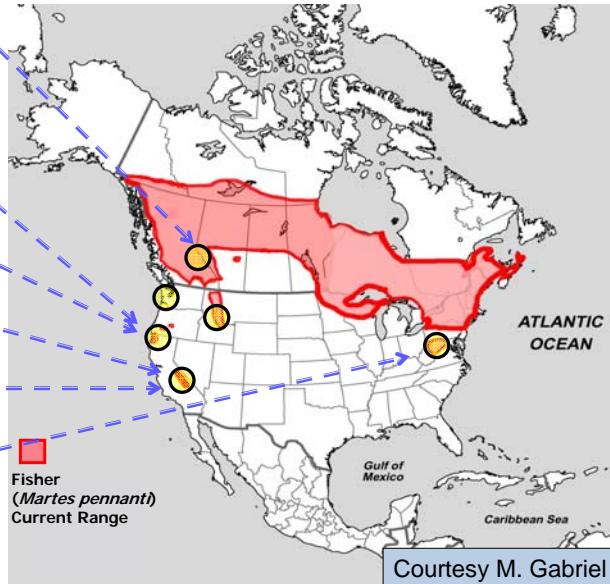 ATLANTIC
OCEAN
Gulf of
Mexico
Caribbean Sea
Fisher
(Martes pennanti)
Current Range
Courtesy M. Gabriel